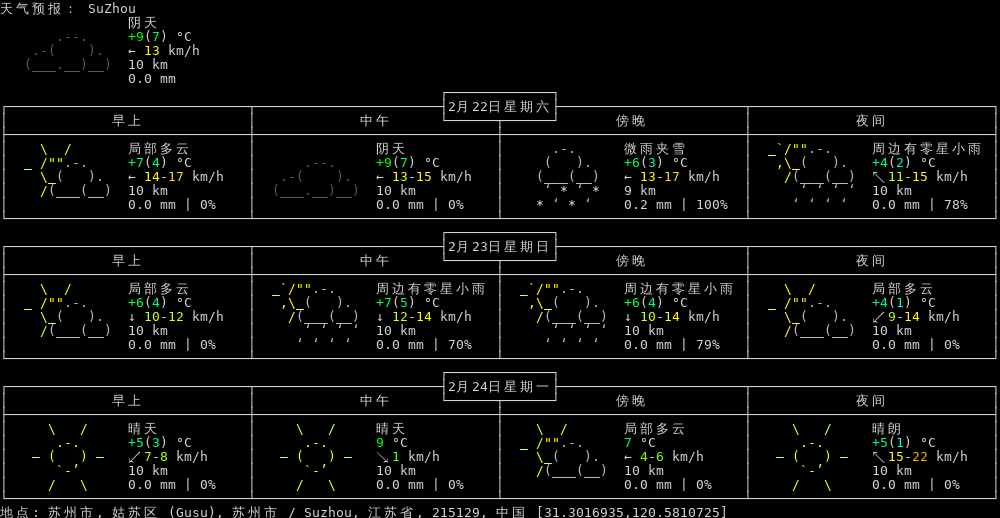 天气预报: SuZhou
阴天
+9(7) °C
← 13 km/h
10 km
0.0 mm
2月22日星期六
早上 中午 傍晚 夜间
局部多云 阴天 微雨夹雪 周边有零星小雨
+7(4) °C +9(7) °C +6(3) °C +4(2) °C
← 14-17 km/h ← 13-15 km/h ← 13-17 km/h ↖ 11-15 km/h
10 km 10 km 9 km 10 km
0.0 mm | 0% 0.0 mm | 0% 0.2 mm | 100% 0.0 mm | 78%
2月23日星期日
早上 中午 傍晚 夜间
局部多云 周边有零星小雨 周边有零星小雨 局部多云
+6(4) °C +7(5) °C +6(4) °C +4(1) °C
↓ 10-12 km/h ↓ 12-14 km/h ↓ 10-14 km/h ↙ 9-14 km/h
10 km 10 km 10 km 10 km
0.0 mm | 0% 0.0 mm | 70% 0.0 mm | 79% 0.0 mm | 0%
2月24日星期一
早上 中午 傍晚 夜间
晴天 晴天 局部多云 晴朗
+5(3) °C 9 °C 7 °C +5(1) °C
↙ 7-8 km/h ↘ 1 km/h ← 4-6 km/h ↖ 15-22 km/h
10 km 10 km 10 km 10 km
0.0 mm | 0% 0.0 mm | 0% 0.0 mm | 0% 0.0 mm | 0%
地点: 苏州市, 姑苏区 (Gusu), 苏州市 / Suzhou, 江苏省, 215129, 中国 [31.3016935,120.5810725]